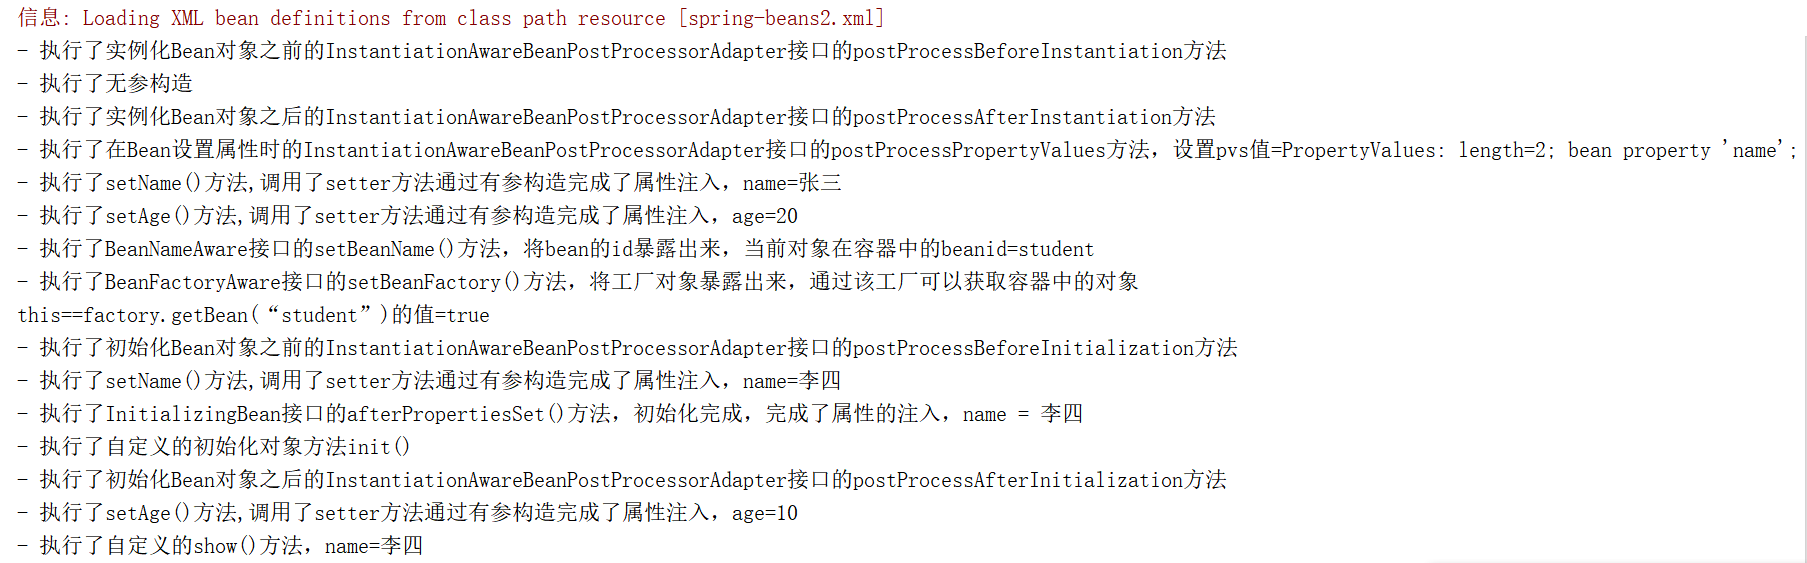 信息: Loading XML bean definitions from class path resource [spring-beans2.xml]
- 执行了实例化Bean对象之前的InstantiationAwareBeanPostProcessorAdapter接口的postProcessBeforeInstantiation方法
- 执行了无参构造
- 执行了实例化Bean对象之后的InstantiationAwareBeanPostProcessorAdapter接口的postProcessAfterInstantiation方法
- 执行了在Bean设置属性时的InstantiationAwareBeanPostProcessorAdapter接口的postProcessPropertyValues方法，设置pvs值=PropertyValues: length=2; bean property 'name';
- 执行了setName()方法,调用了setter方法通过有参构造完成了属性注入，name=张三
- 执行了setAge()方法,调用了setter方法通过有参构造完成了属性注入，age=20
- 执行了BeanNameAware接口的setBeanName()方法，将bean的id暴露出来，当前对象在容器中的beanid=student
- 执行了BeanFactoryAware接口的setBeanFactory()方法，将工厂对象暴露出来，通过该工厂可以获取容器中的对象
this==factory.getBean(“student”)的值=true
- 执行了初始化Bean对象之前的InstantiationAwareBeanPostProcessorAdapter接口的postProcessBeforeInitialization方法
- 执行了setName()方法,调用了setter方法通过有参构造完成了属性注入，name=李四
- 执行了InitializingBean接口的afterPropertiesSet()方法，初始化完成，完成了属性的注入，name = 李四
- 执行了自定义的初始化对象方法init()
- 执行了初始化Bean对象之后的InstantiationAwareBeanPostProcessorAdapter接口的postProcessAfterInitialization方法
- 执行了setAge()方法,调用了setter方法通过有参构造完成了属性注入，age=10
- 执行了自定义的show()方法，name=李四